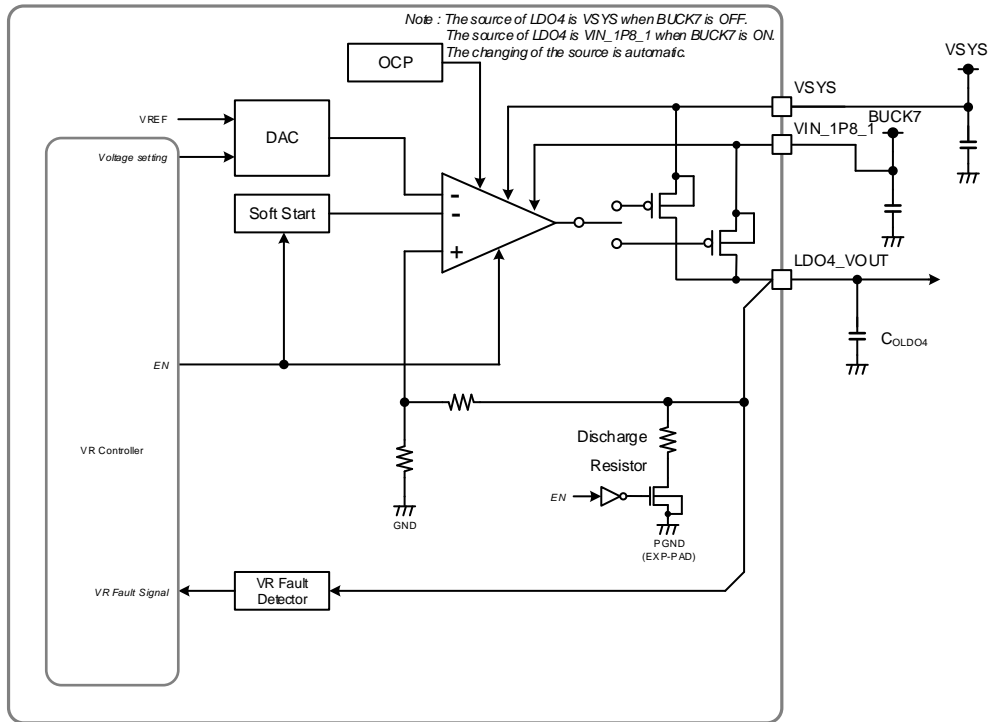 Note : The source of LDO4 is VSYS when BUCK7 is OFF.
The source of LDO4 is VIN_1P8_1 when BUCK7 is ON.
The changing of the source is automatic.
OCP
VSYS
VSYS
VREF
DAC
BUCK7
VIN_1P8_1
Voltage setting
-
-
+
Soft Start
LDO4_VOUT
COLDO4
EN
VR Controller
Discharge
Resistor
EN
GND
PGND
(EXP-PAD)
VR Fault Signal
VR Fault
Detector